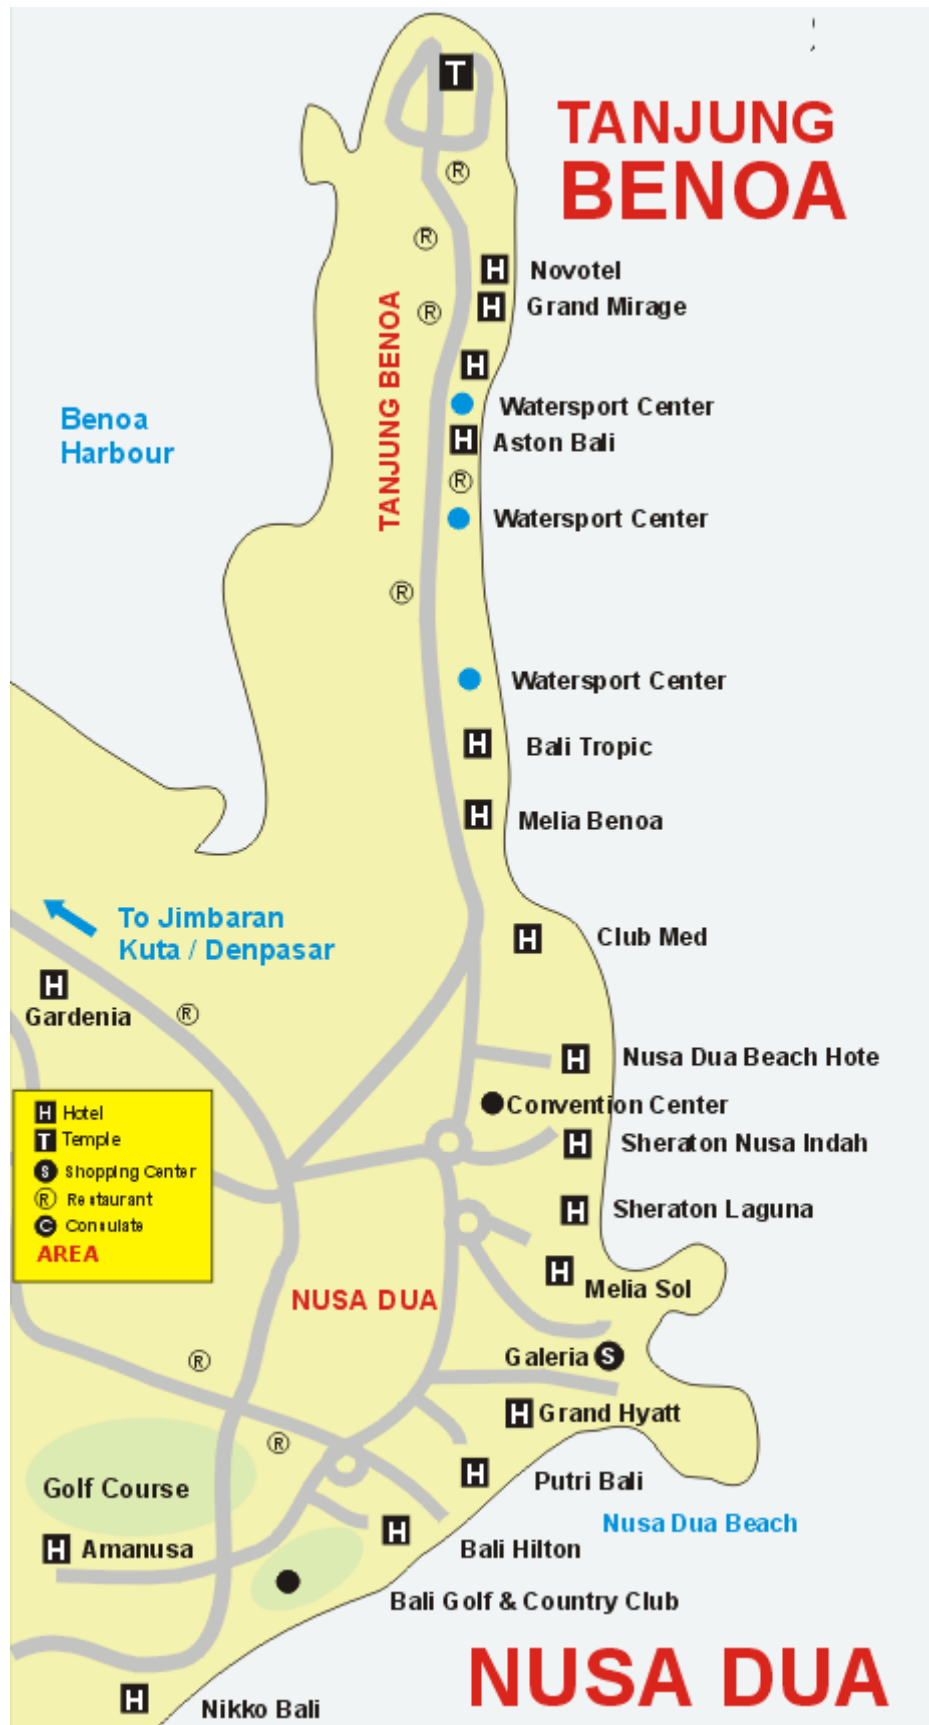 TANJUNG
BENOA
T
R
R
H Novotel
H Grand Mirage
R
TANJUNG BENOA
H
Benoa
Harbour
Watersport Center
H Aston Bali
R
Watersport Center
R
Watersport Center
H Bali Tropic
H Melia Benoa
To Jimbaran
Kuta / Denpasar
H Club Med
H
Gardenia
R
H Nusa Dua Beach Hote
Convention Center
H Sheraton Nusa Indah
H Hotel
T Temple
S Shopping Center
R Restaurant
C Consulate
AREA
H Sheraton Laguna
H Melia Sol
NUSA DUA
Galeria S
R
H Grand Hyatt
R
Golf Course
H Putri Bali
Nusa Dua Beach
H Bali Hilton
H Amanusa
Bali Golf & Country Club
NUSA DUA
H Nikko Bali